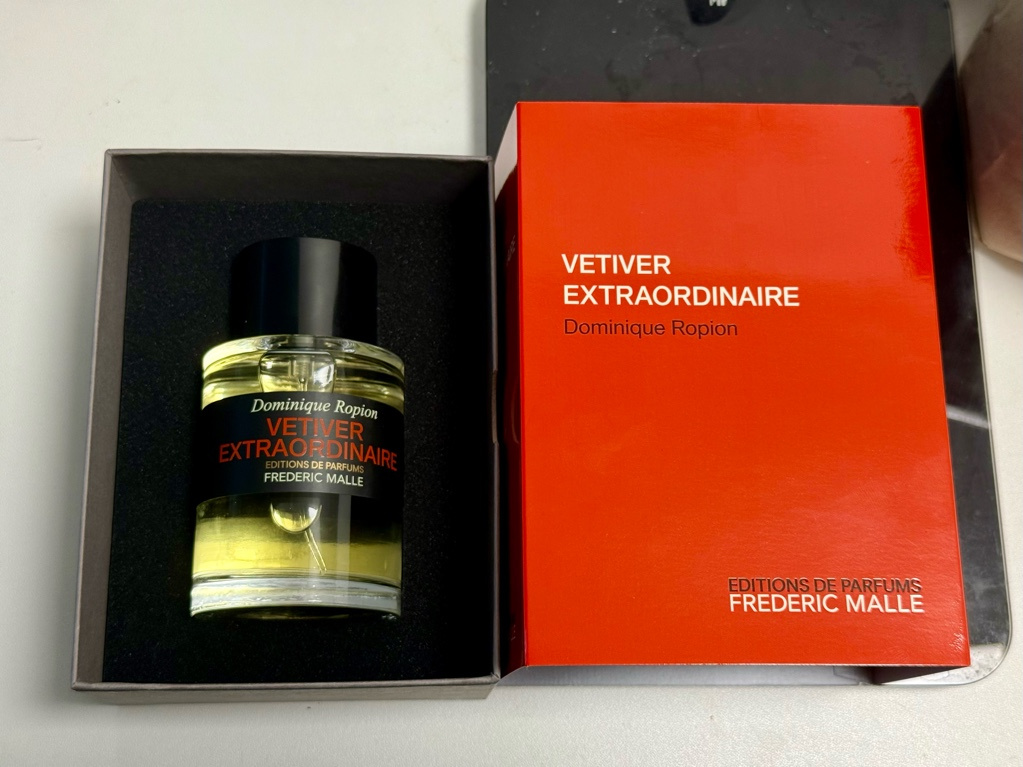 Dominique Ropion
VETIVER
EXTRAORDINAIRE
EDITIONS DE PARFUMS
FREDERIC MALLE
VETIVER
EXTRAORDINAIRE
Dominique Ropion
EDITIONS DE PARFUMS
FREDERIC MALLE